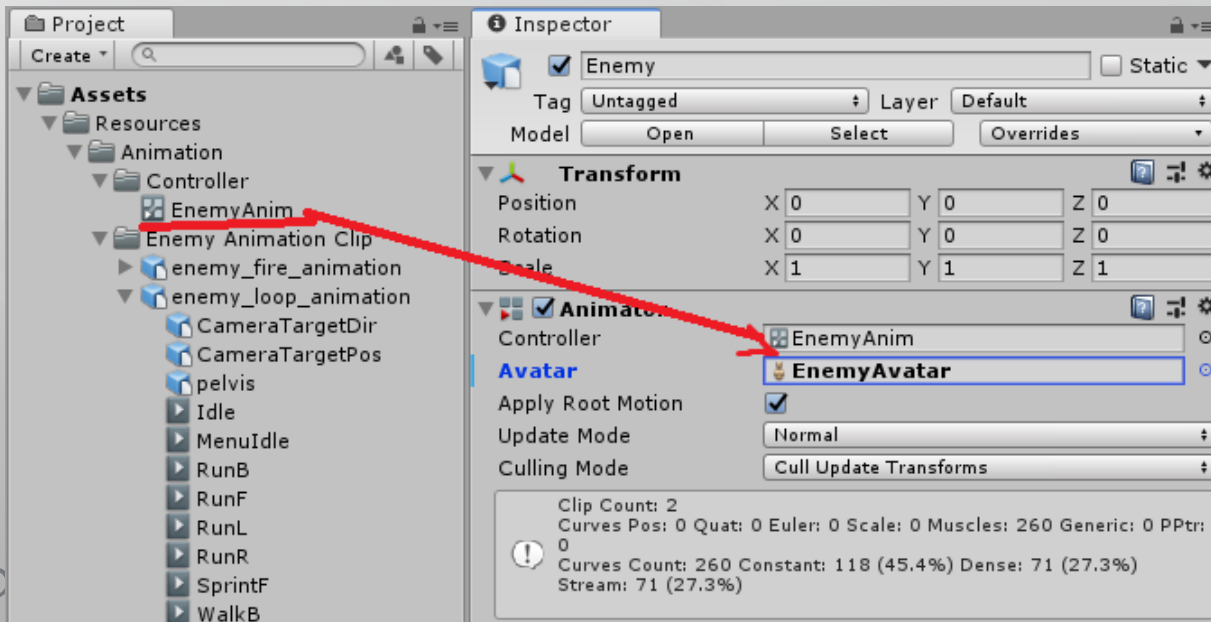 Project
Create
Assets
Resources
Animation
Controller
EnemyAnim
Enemy Animation Clip
enemy_fire_animation
enemy_loop_animation
CameraTargetDir
CameraTargetPos
pelvis
Idle
MenuIdle
RunB
RunF
RunL
RunR
SprintF
WalkB
Inspector
Enemy Static
Tag Untagged Layer Default
Model Open Select Overrides
Transform
Position X 0 Y 0 Z 0
Rotation X 0 Y 0 Z 0
Scale X 1 Y 1 Z 1
Animator
Controller EnemyAnim
Avatar EnemyAvatar
Apply Root Motion
Update Mode Normal
Culling Mode Cull Update Transforms
Clip Count: 2
Curves Pos: 0 Quat: 0 Euler: 0 Scale: 0 Muscles: 260 Generic: 0 PPtr:
0
Curves Count: 260 Constant: 118 (45.4%) Dense: 71 (27.3%)
Stream: 71 (27.3%)